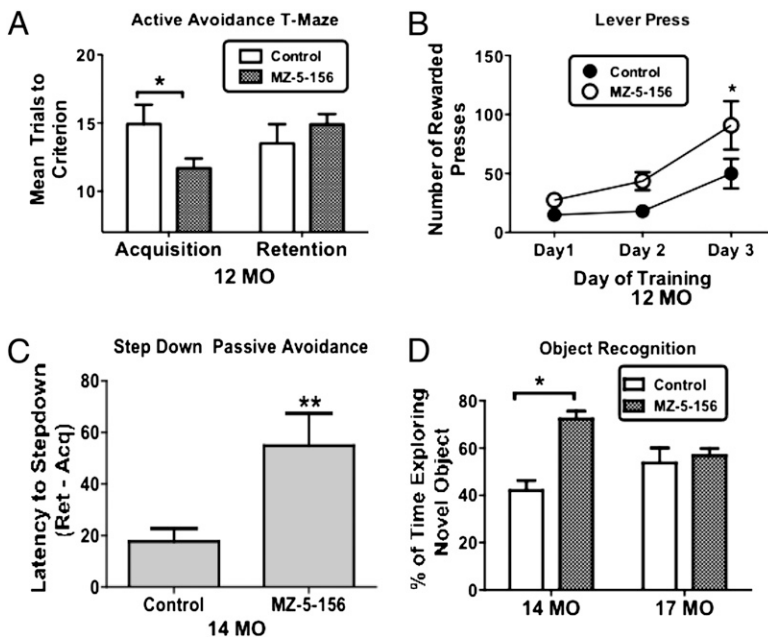 A
Active Avoidance T-Maze
Control
MZ-5-156
20
15
10
*
Mean Trials to
Criterion
Acquisition
Retention
12 MO
B
Lever Press
Control
MZ-5-156
150
100
50
0
*
Number of Rewarded
Presses
Day1
Day 2
Day 3
Day of Training
12 MO
C
Step Down Passive Avoidance
80
60
40
20
0
**
Latency to Stepdown
(Ret - Acq)
Control
MZ-5-156
14 MO
D
Object Recognition
Control
MZ-5-156
80
60
40
20
0
*
% of Time Exploring
Novel Object
14 MO
17 MO